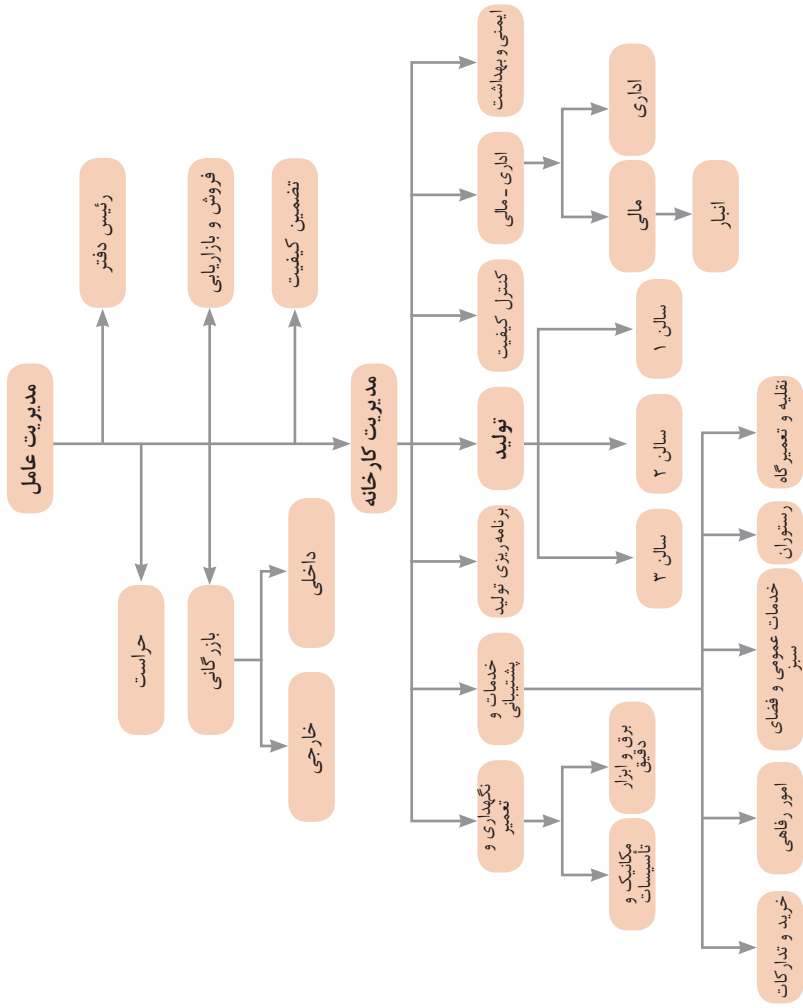 مدیریت عامل
رئیس دفتر
حراست
فروش و بازاریابی
بازرگانی
تضمین کیفیت
داخلی
خارجی
مدیریت کارخانه
ایمنی و بهداشت
اداری - مالی
کنترل کیفیت
تولید
برنامه ریزی تولید
خدمات و
پشتیبانی
نگهداری و
تعمیر
اداری
مالی
انبار
سالن ۱
سالن ۲
سالن ۳
برق و ابزار
دقیق
مکانیک و
تأسیسات
نقلیه و تعمیرگاه
رستوران
خدمات عمومی و فضای
سبز
امور رفاهی
خرید و تدارکات